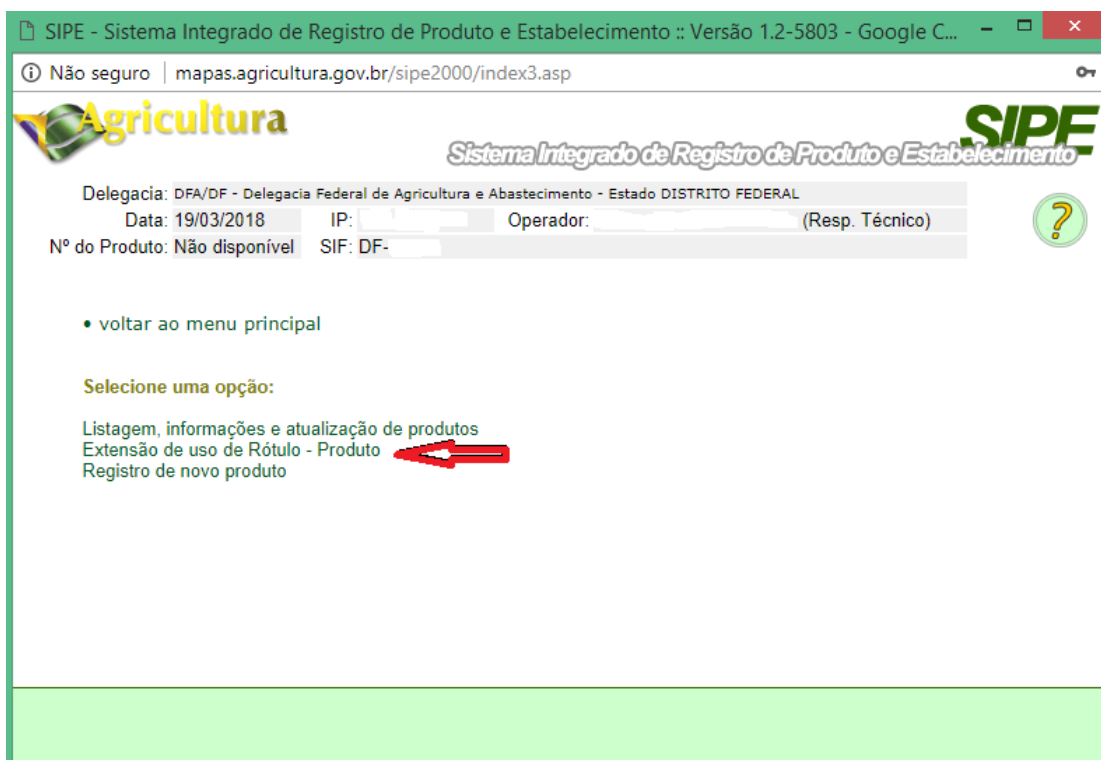 SIPE - Sistema Integrado de Registro de Produto e Estabelecimento :: Versão 1.2-5803 - Google C...
Não seguro | mapas.agricultura.gov.br/sipe2000/index3.asp
Agricultura
SIPE
Sistema Integrado de Registro de Produto e Estabelecimento
Delegacia: DFA/DF - Delegacia Federal de Agricultura e Abastecimento - Estado DISTRITO FEDERAL
Data: 19/03/2018 IP: Operador: (Resp. Técnico)
?
Nº do Produto: Não disponível SIF: DF-
• voltar ao menu principal
Selecione uma opção:
Listagem, informações e atualização de produtos
Extensão de uso de Rótulo - Produto
Registro de novo produto